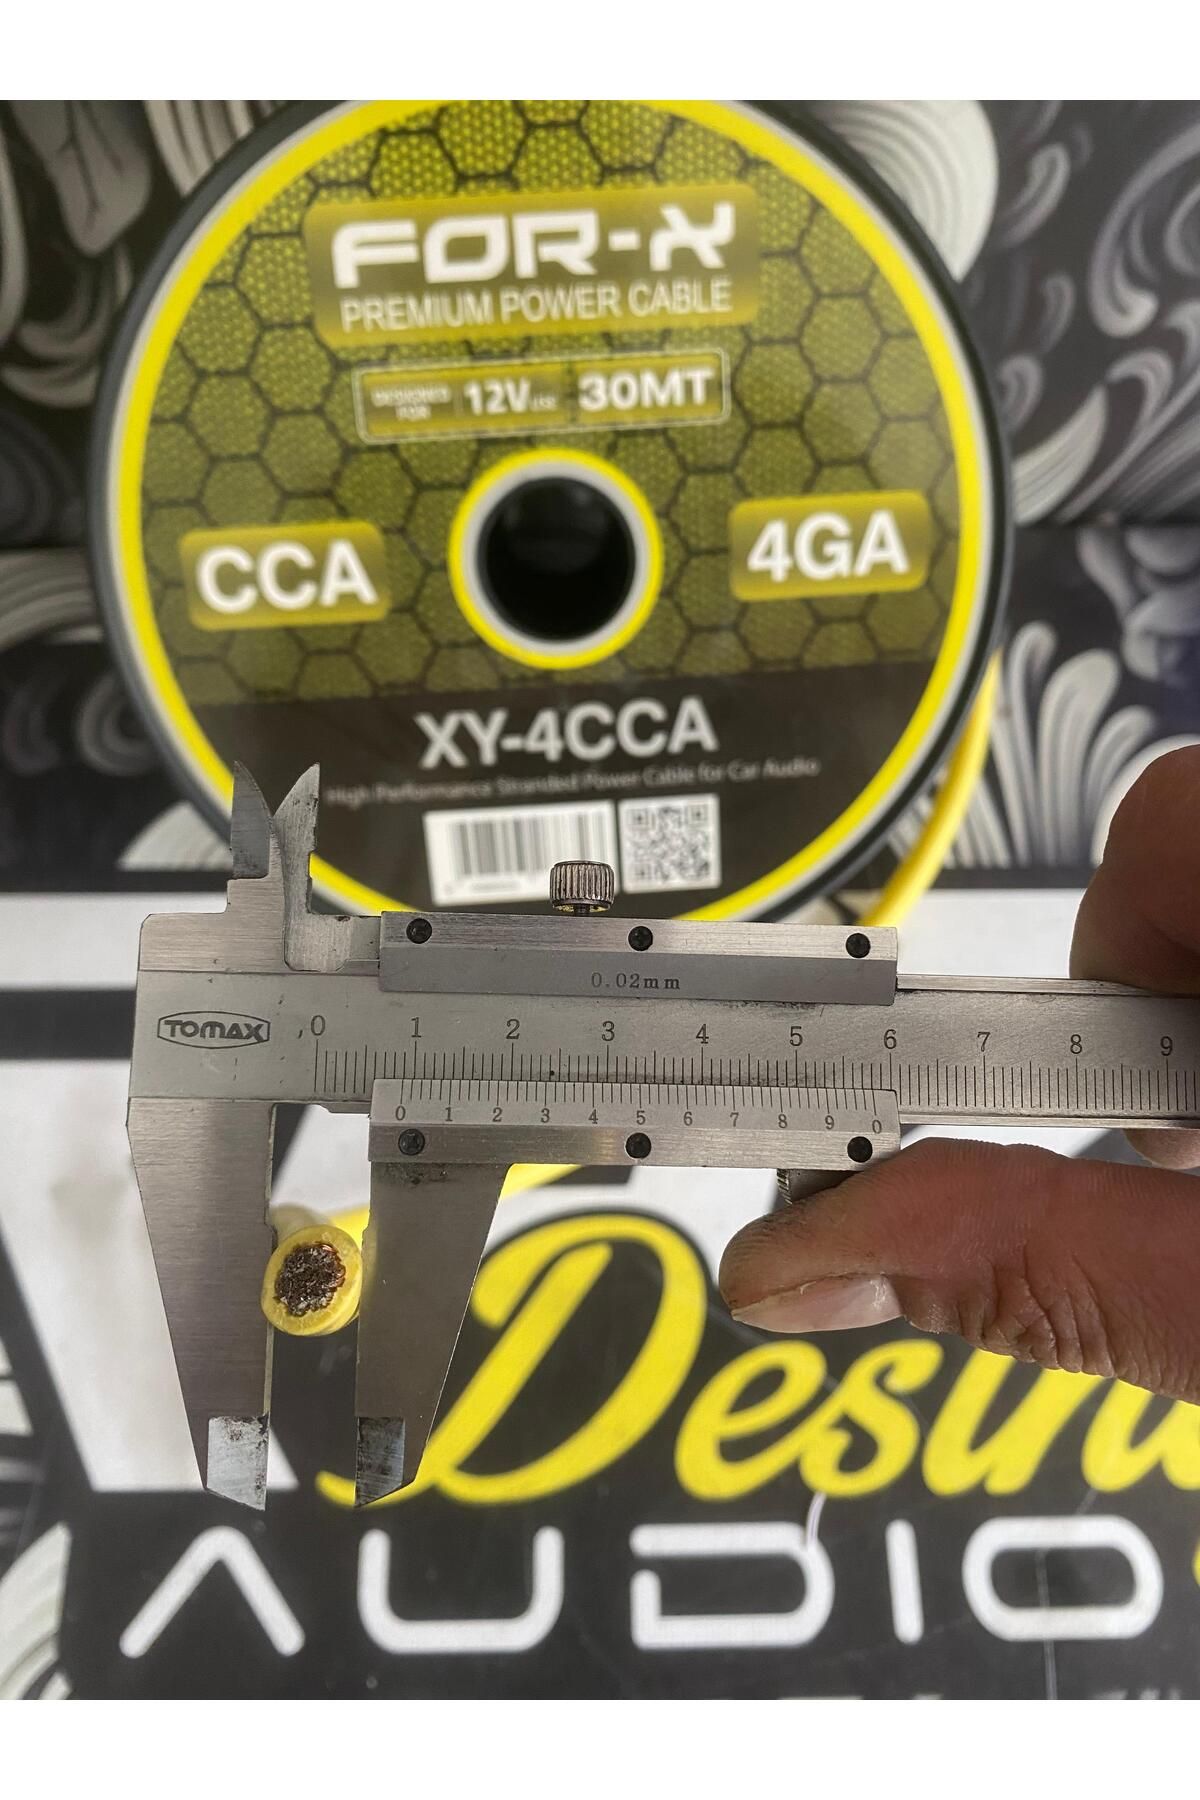 FOR-X
PREMIUM POWER CABLE
DESIGNED FOR 12V 30MT
CCA
4GA
XY-4CCA
High Performance Stranded Power Cable for Car Audio
0.02mm
TOMAX
0 1 2 3 4 5 6 7 8 9
0 1 2 3 4 5 6 7 8 9 0
AUDIO